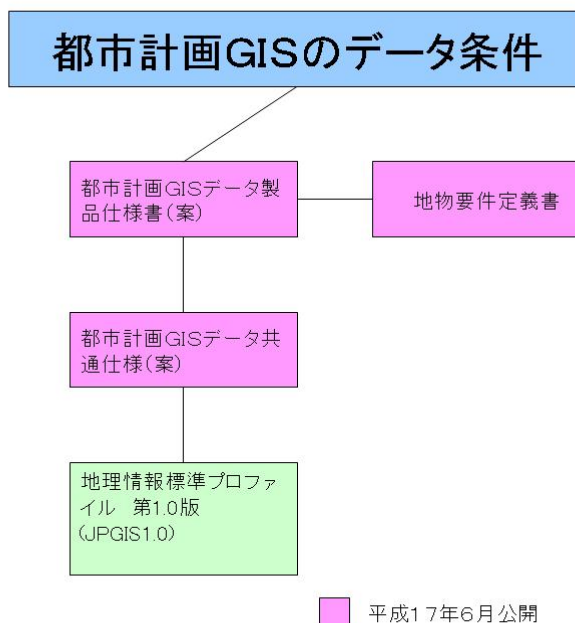 都市計画GISのデータ条件
都市計画GISデータ製
品仕様書(案)
地物要件定義書
都市計画GISデータ共
通仕様(案)
地理情報標準プロファ
イル 第1.0版
(JPGIS1.0)
平成17年6月公開